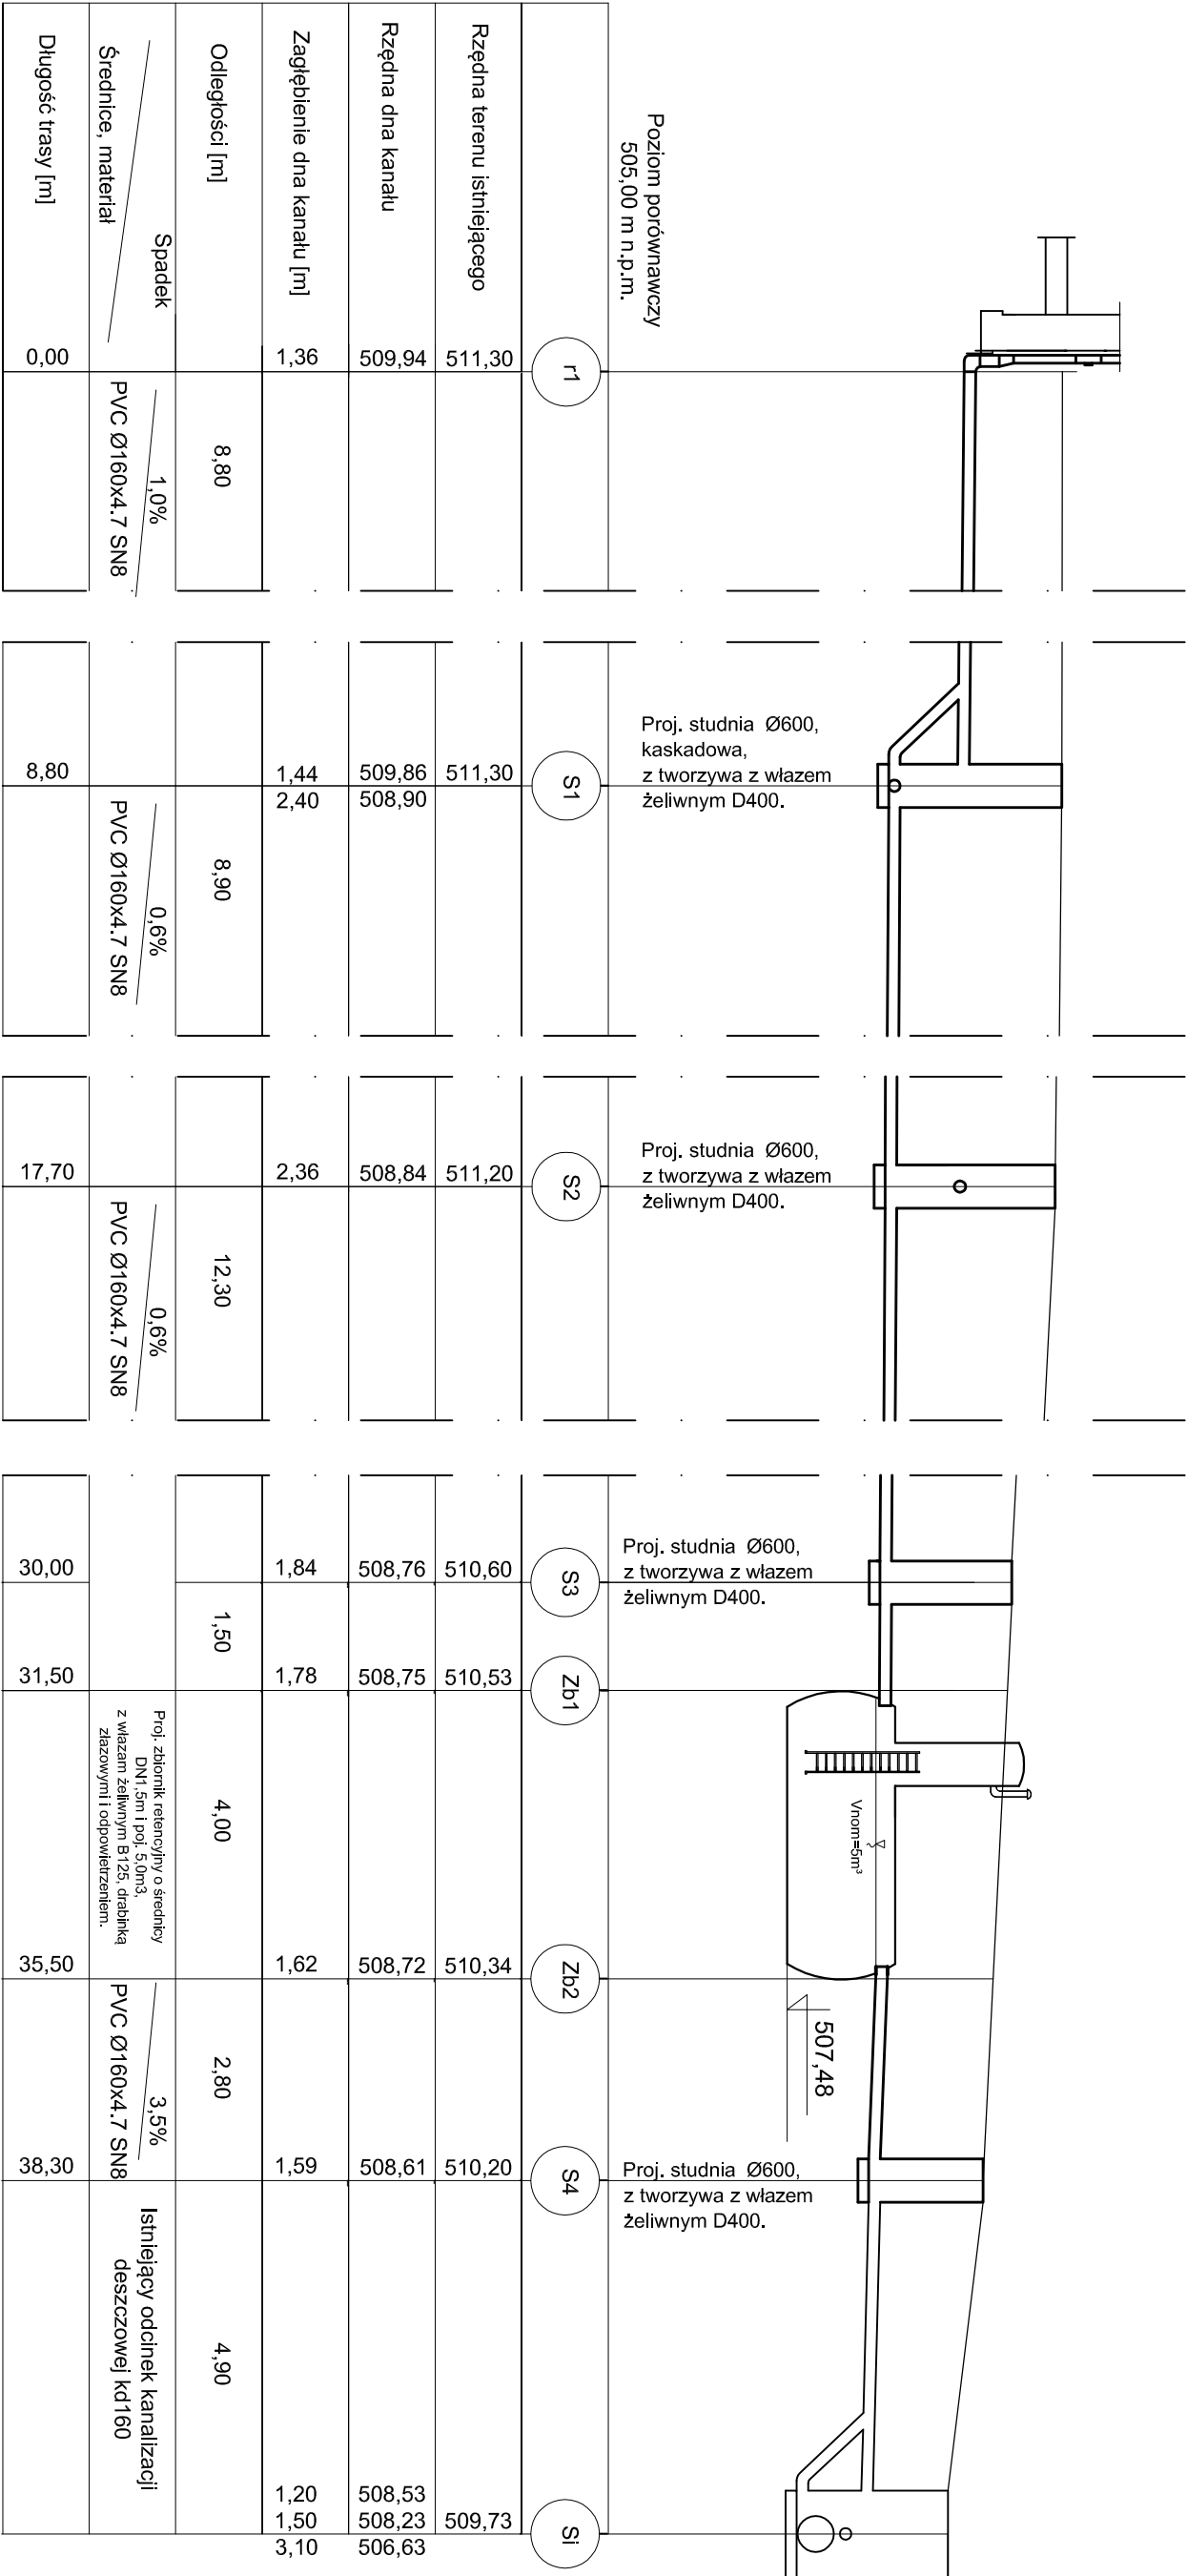 Poziom porównawczy
505,00 m n.p.m.
r1
S1
S2
S3
Zb1
Zb2
S4
Si
Proj. studnia Ø600,
kaskadowa,
z tworzywa z włazem
żeliwnym D400.
Proj. studnia Ø600,
z tworzywa z włazem
żeliwnym D400.
Proj. studnia Ø600,
z tworzywa z włazem
żeliwnym D400.
Vnom=5m³
507,48
Proj. studnia Ø600,
z tworzywa z włazem
żeliwnym D400.
Rzędna terenu istniejącego
511,30
511,30
511,20
510,60
510,53
510,34
510,20
509,73
Rzędna dna kanału
509,94
509,86
508,90
508,84
508,76
508,75
508,72
508,61
508,53
508,23
506,63
Zagłębienie dna kanału [m]
1,36
1,44
2,40
2,36
1,84
1,78
1,62
1,59
1,20
1,50
3,10
Odległości [m]
8,80
8,90
12,30
1,50
4,00
2,80
4,90
Spadek
Średnice, materiał
1,0%
PVC Ø160x4.7 SN8
0,6%
PVC Ø160x4.7 SN8
0,6%
PVC Ø160x4.7 SN8
Proj. zbiornik retencyjny o średnicy
DN1,5m i poj. 5,0m3,
z włazam żeliwnym B125, drabinką
złazowymi i odpowietrzeniem.
3,5%
PVC Ø160x4.7 SN8
Istniejący odcinek kanalizacji
deszczowej kd160
Długość trasy [m]
0,00
8,80
17,70
30,00
31,50
35,50
38,30